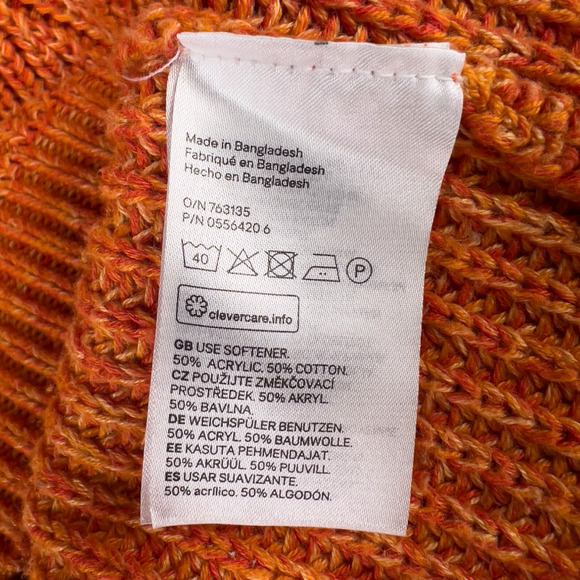 Made in Bangladesh
Fabriqué en Bangladesh
Hecho en Bangladesh
O/N 763135
P/N 0556420 6
40 P
clevercare.info
GB USE SOFTENER.
50% ACRYLIC. 50% COTTON.
CZ POUŽIJTE ZMĚKČOVACÍ
PROSTŘEDEK. 50% AKRYL.
50% BAVLNA.
DE WEICHSPÜLER BENUTZEN.
50% ACRYL. 50% BAUMWOLLE.
EE KASUTA PEHMENDAJAT.
50% AKRÜÜL. 50% PUUVILL.
ES USAR SUAVIZANTE.
50% acrílico. 50% ALGODÓN.